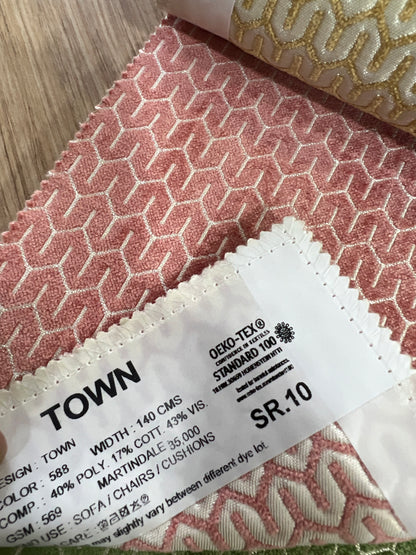 TOWN
OEKO-TEX®
CONFIDENCE IN TEXTILES
STANDARD 100
SR.10
DESIGN : TOWN
COLOR : 588 WIDTH : 140 CMS
COMP : 40% POLY. 17% COTT. 43% VIS.
GSM : 569 MARTINDALE 35.000
END USE : SOFA / CHAIRS / CUSHIONS
CARE :
may slightly vary between different dye lot.